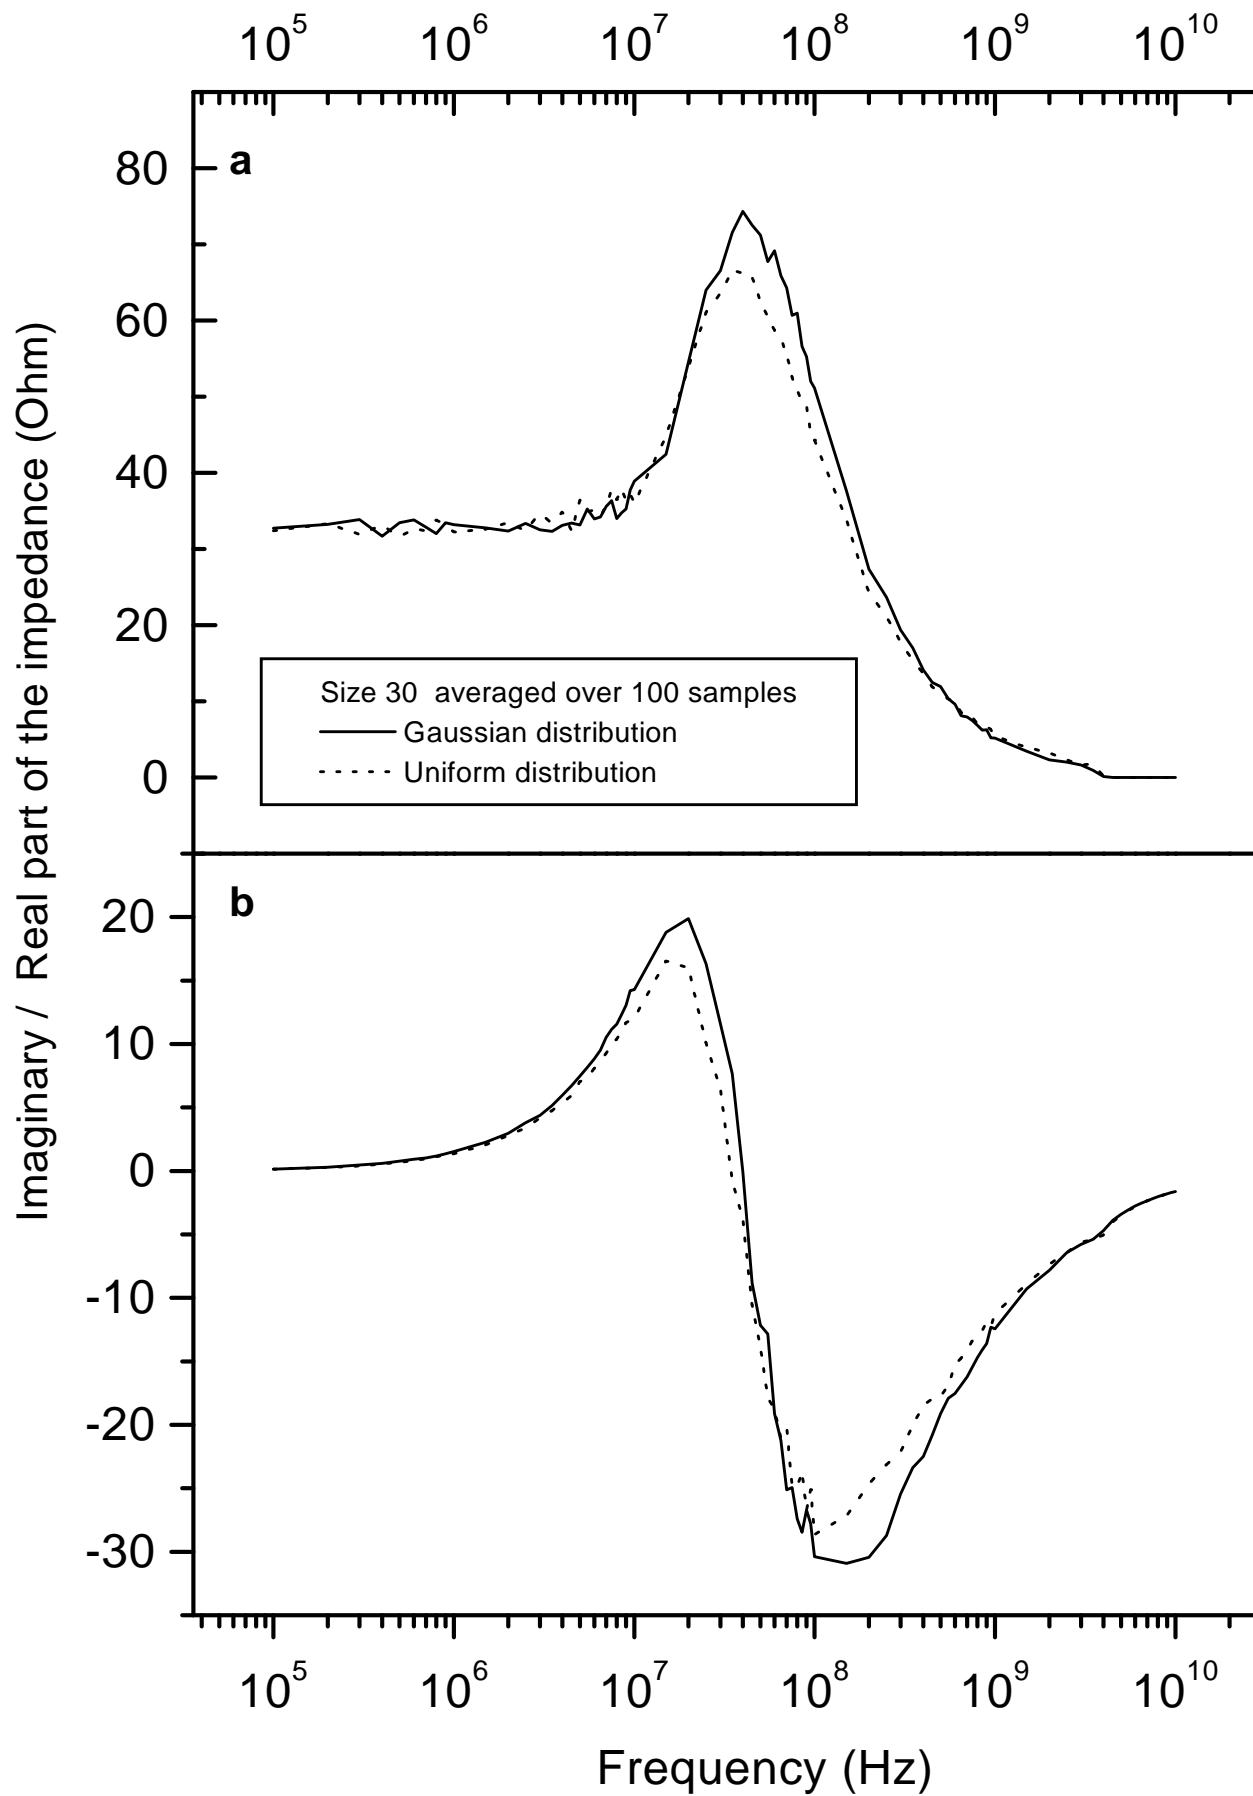 10^5 10^6 10^7 10^8 10^9 10^10
a
80
60
40
20
0
Size 30 averaged over 100 samples
Gaussian distribution
Uniform distribution
b
20
10
0
-10
-20
-30
Imaginary / Real part of the impedance (Ohm)
10^5 10^6 10^7 10^8 10^9 10^10
Frequency (Hz)